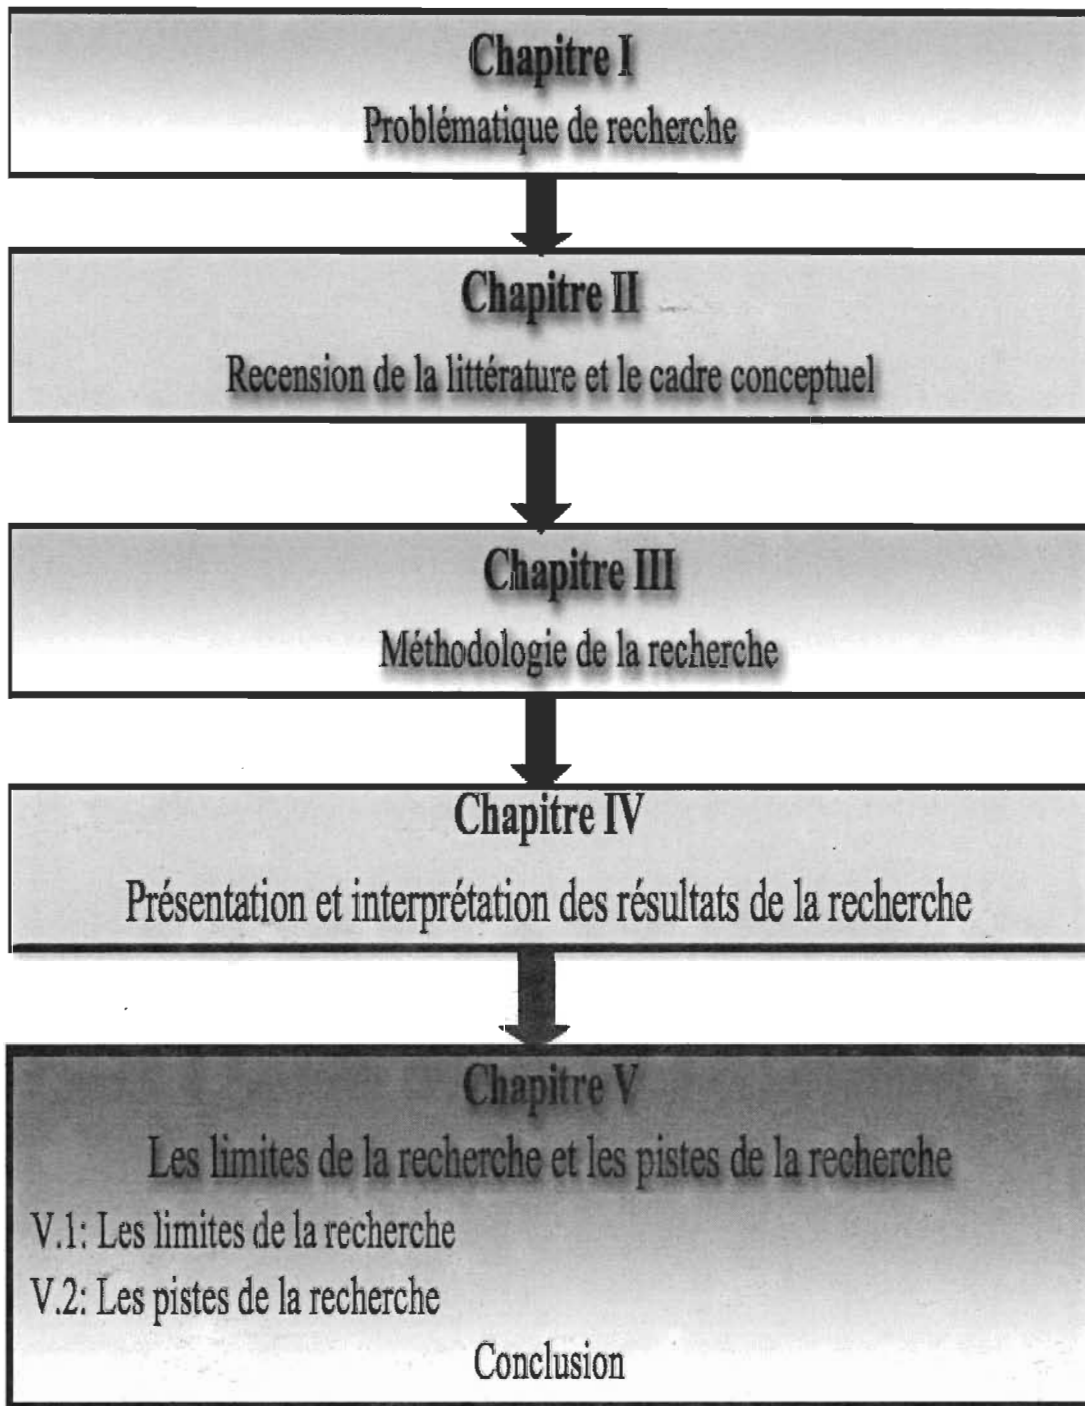 Chapitre I
Problématique de recherche
Chapitre II
Recension de la littérature et le cadre conceptuel
Chapitre III
Méthodologie de la recherche
Chapitre IV
Présentation et interprétation des résultats de la recherche
Chapitre V
Les limites de la recherche et les pistes de la recherche
V.1: Les limites de la recherche
V.2: Les pistes de la recherche
Conclusion